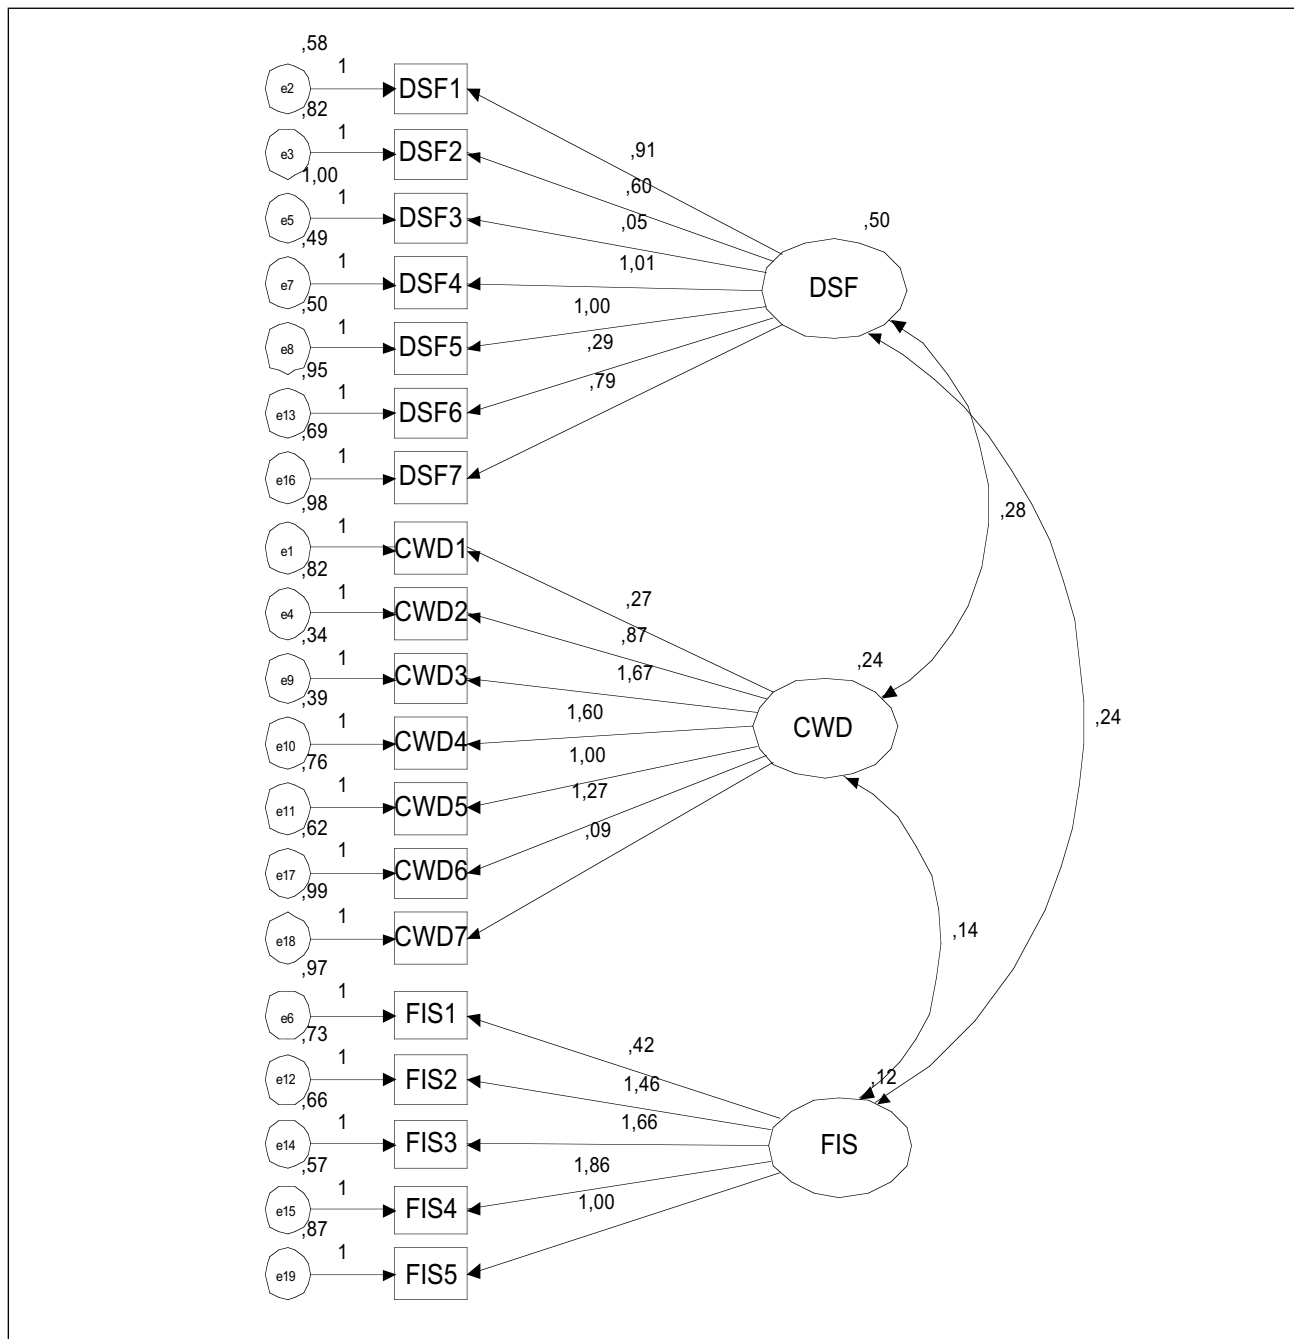 ,58
1
e2
DSF1
,82
1
,91
e3
DSF2
1,00
1
,60
,50
e5
DSF3
,05
,49
1
1,01
e7
DSF4
DSF
,50
1
1,00
e8
DSF5
,29
,95
1
,79
e13
DSF6
,69
1
e16
DSF7
,98
,28
1
e1
CWD1
,82
1
,27
e4
CWD2
,87
,34
1
1,67
,24
e9
CWD3
,39
1
1,60
,24
e10
CWD4
CWD
,76
1
1,00
e11
CWD5
1,27
,62
1
,09
e17
CWD6
,99
1
e18
CWD7
,14
,97
1
e6
FIS1
,73
1
,42
e12
FIS2
1,46
,12
,66
1
1,66
e14
FIS3
FIS
,57
1
1,86
e15
FIS4
1,00
,87
1
e19
FIS5